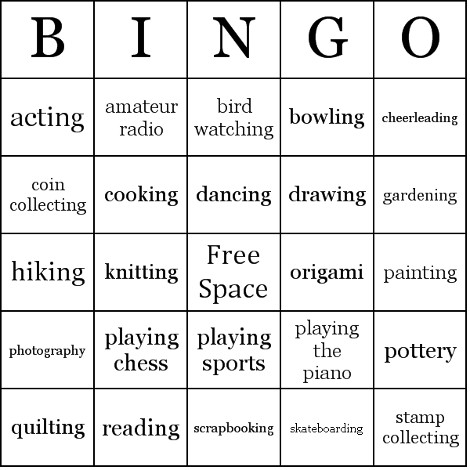 B I N G O
acting
amateur
radio
bird
watching
bowling
cheerleading
coin
collecting
cooking
dancing
drawing
gardening
hiking
knitting
Free
Space
origami
painting
photography
playing
chess
playing
sports
playing
the
piano
pottery
quilting
reading
scrapbooking
skateboarding
stamp
collecting